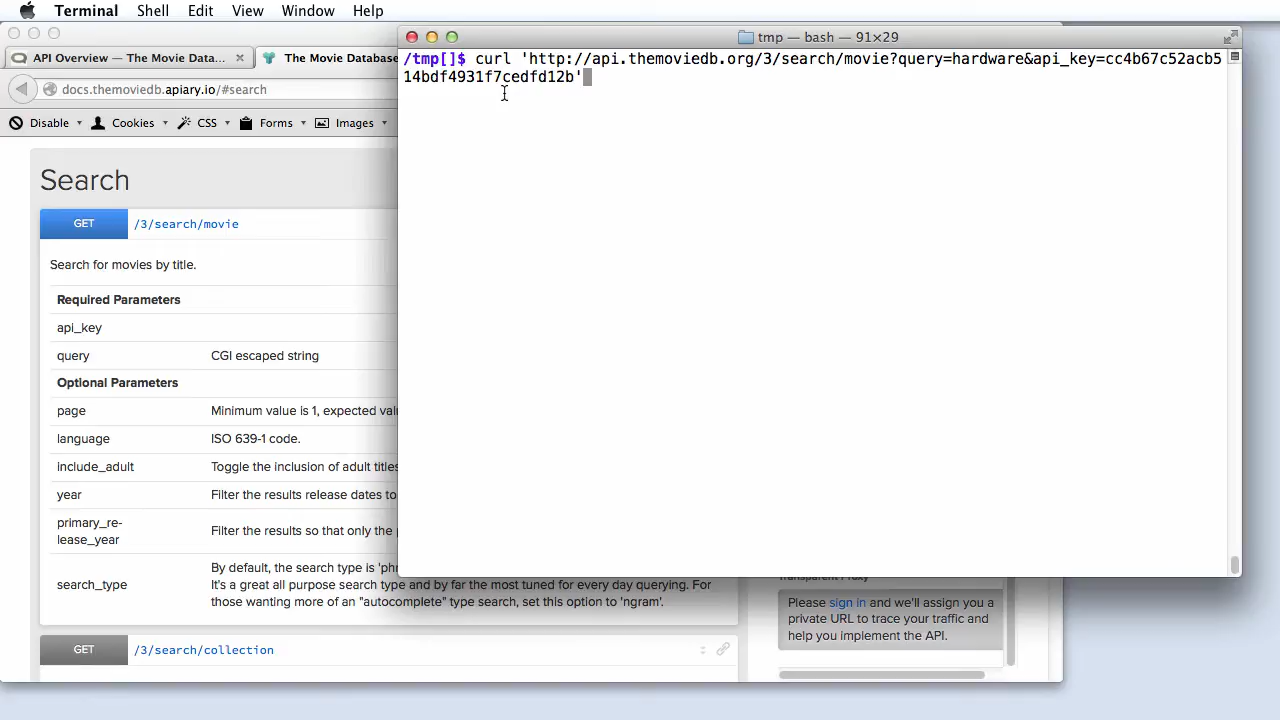 Terminal Shell Edit View Window Help
API Overview — The Movie Data...
The Movie Database
docs.themoviedb.apiary.io/#search
Disable Cookies CSS Forms Images
tmp — bash — 91×29
/tmp[]$ curl 'http://api.themoviedb.org/3/search/movie?query=hardware&api_key=cc4b67c52acb5
14bdf4931f7cedfd12b'
Search
GET /3/search/movie
Search for movies by title.
Required Parameters
api_key
query CGI escaped string
Optional Parameters
page Minimum value is 1, expected
language ISO 639-1 code.
include_adult Toggle the inclusion of adult titles
year Filter the results release dates to
primary_re-
lease_year
Filter the results so that only the
search_type
By default, the search type is
It's a great all purpose search type and by far the most tuned for every day querying. For
those wanting more of an "autocomplete" type search, set this option to 'ngram'.
GET /3/search/collection
Transparent Proxy
Please sign in and we'll assign you a
private URL to trace your traffic and
help you implement the API.